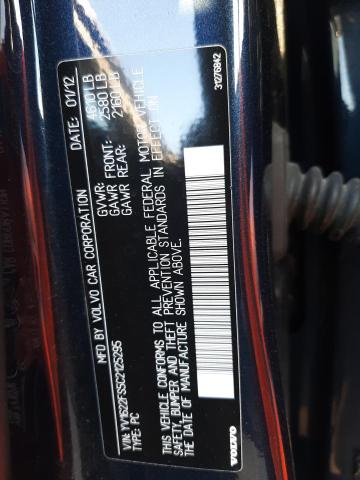 MFD BY VOLVO CAR CORPORATION DATE: 01/12
GVWR: 4610 LB
GAWR FRONT: 2580 LB
GAWR REAR: 2160 LB
THIS VEHICLE CONFORMS TO ALL APPLICABLE FEDERAL MOTOR VEHICLE
SAFETY, BUMPER AND THEFT PREVENTION STANDARDS IN EFFECT ON
THE DATE OF MANUFACTURE SHOWN ABOVE.
VIN: YV1622FS5C2125295
TYPE: PC
VOLVO
31276842